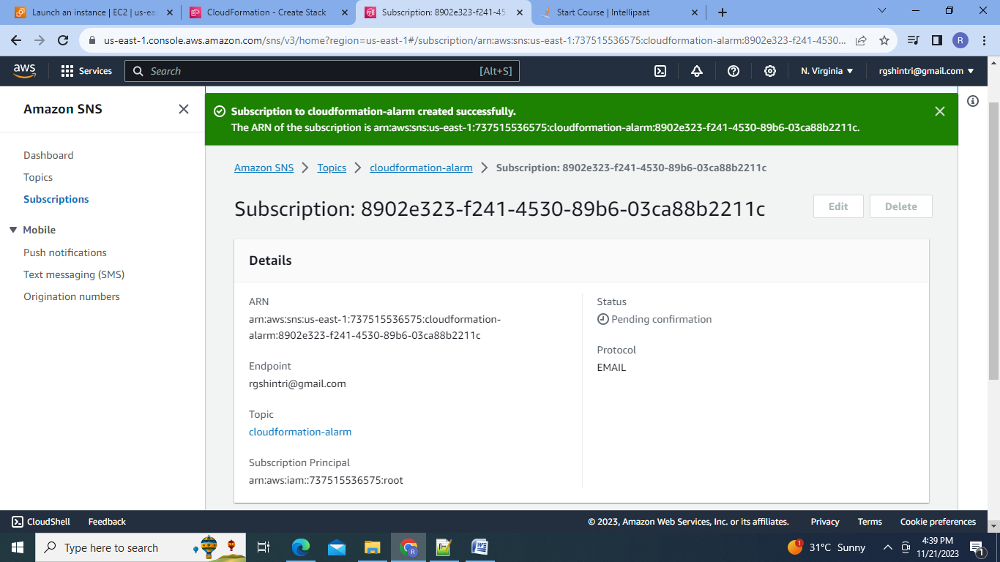 Launch an instance | EC2 | us-eas
CloudFormation - Create Stack
Subscription: 8902e323-f241-45
Start Course | Intellipaat
us-east-1.console.aws.amazon.com/sns/v3/home?region=us-east-1#/subscription/arn:aws:sns:us-east-1:737515536575:cloudformation-alarm:8902e323-f241-4530...
R
aws
Services
Search
[Alt+S]
N. Virginia
rgshintri@gmail.com
Amazon SNS
Dashboard
Topics
Subscriptions
Mobile
Push notifications
Text messaging (SMS)
Origination numbers
Subscription to cloudformation-alarm created successfully.
The ARN of the subscription is arn:aws:sns:us-east-1:737515536575:cloudformation-alarm:8902e323-f241-4530-89b6-03ca88b2211c.
Amazon SNS > Topics > cloudformation-alarm > Subscription: 8902e323-f241-4530-89b6-03ca88b2211c
Subscription: 8902e323-f241-4530-89b6-03ca88b2211c
Edit
Delete
Details
ARN
arn:aws:sns:us-east-1:737515536575:cloudformation-
alarm:8902e323-f241-4530-89b6-03ca88b2211c
Endpoint
rgshintri@gmail.com
Topic
cloudformation-alarm
Subscription Principal
arn:aws:iam::737515536575:root
Status
Pending confirmation
Protocol
EMAIL
CloudShell
Feedback
© 2023, Amazon Web Services, Inc. or its affiliates.
Privacy
Terms
Cookie preferences
Type here to search
R
W
1
31°C Sunny
4:39 PM
11/21/2023
1